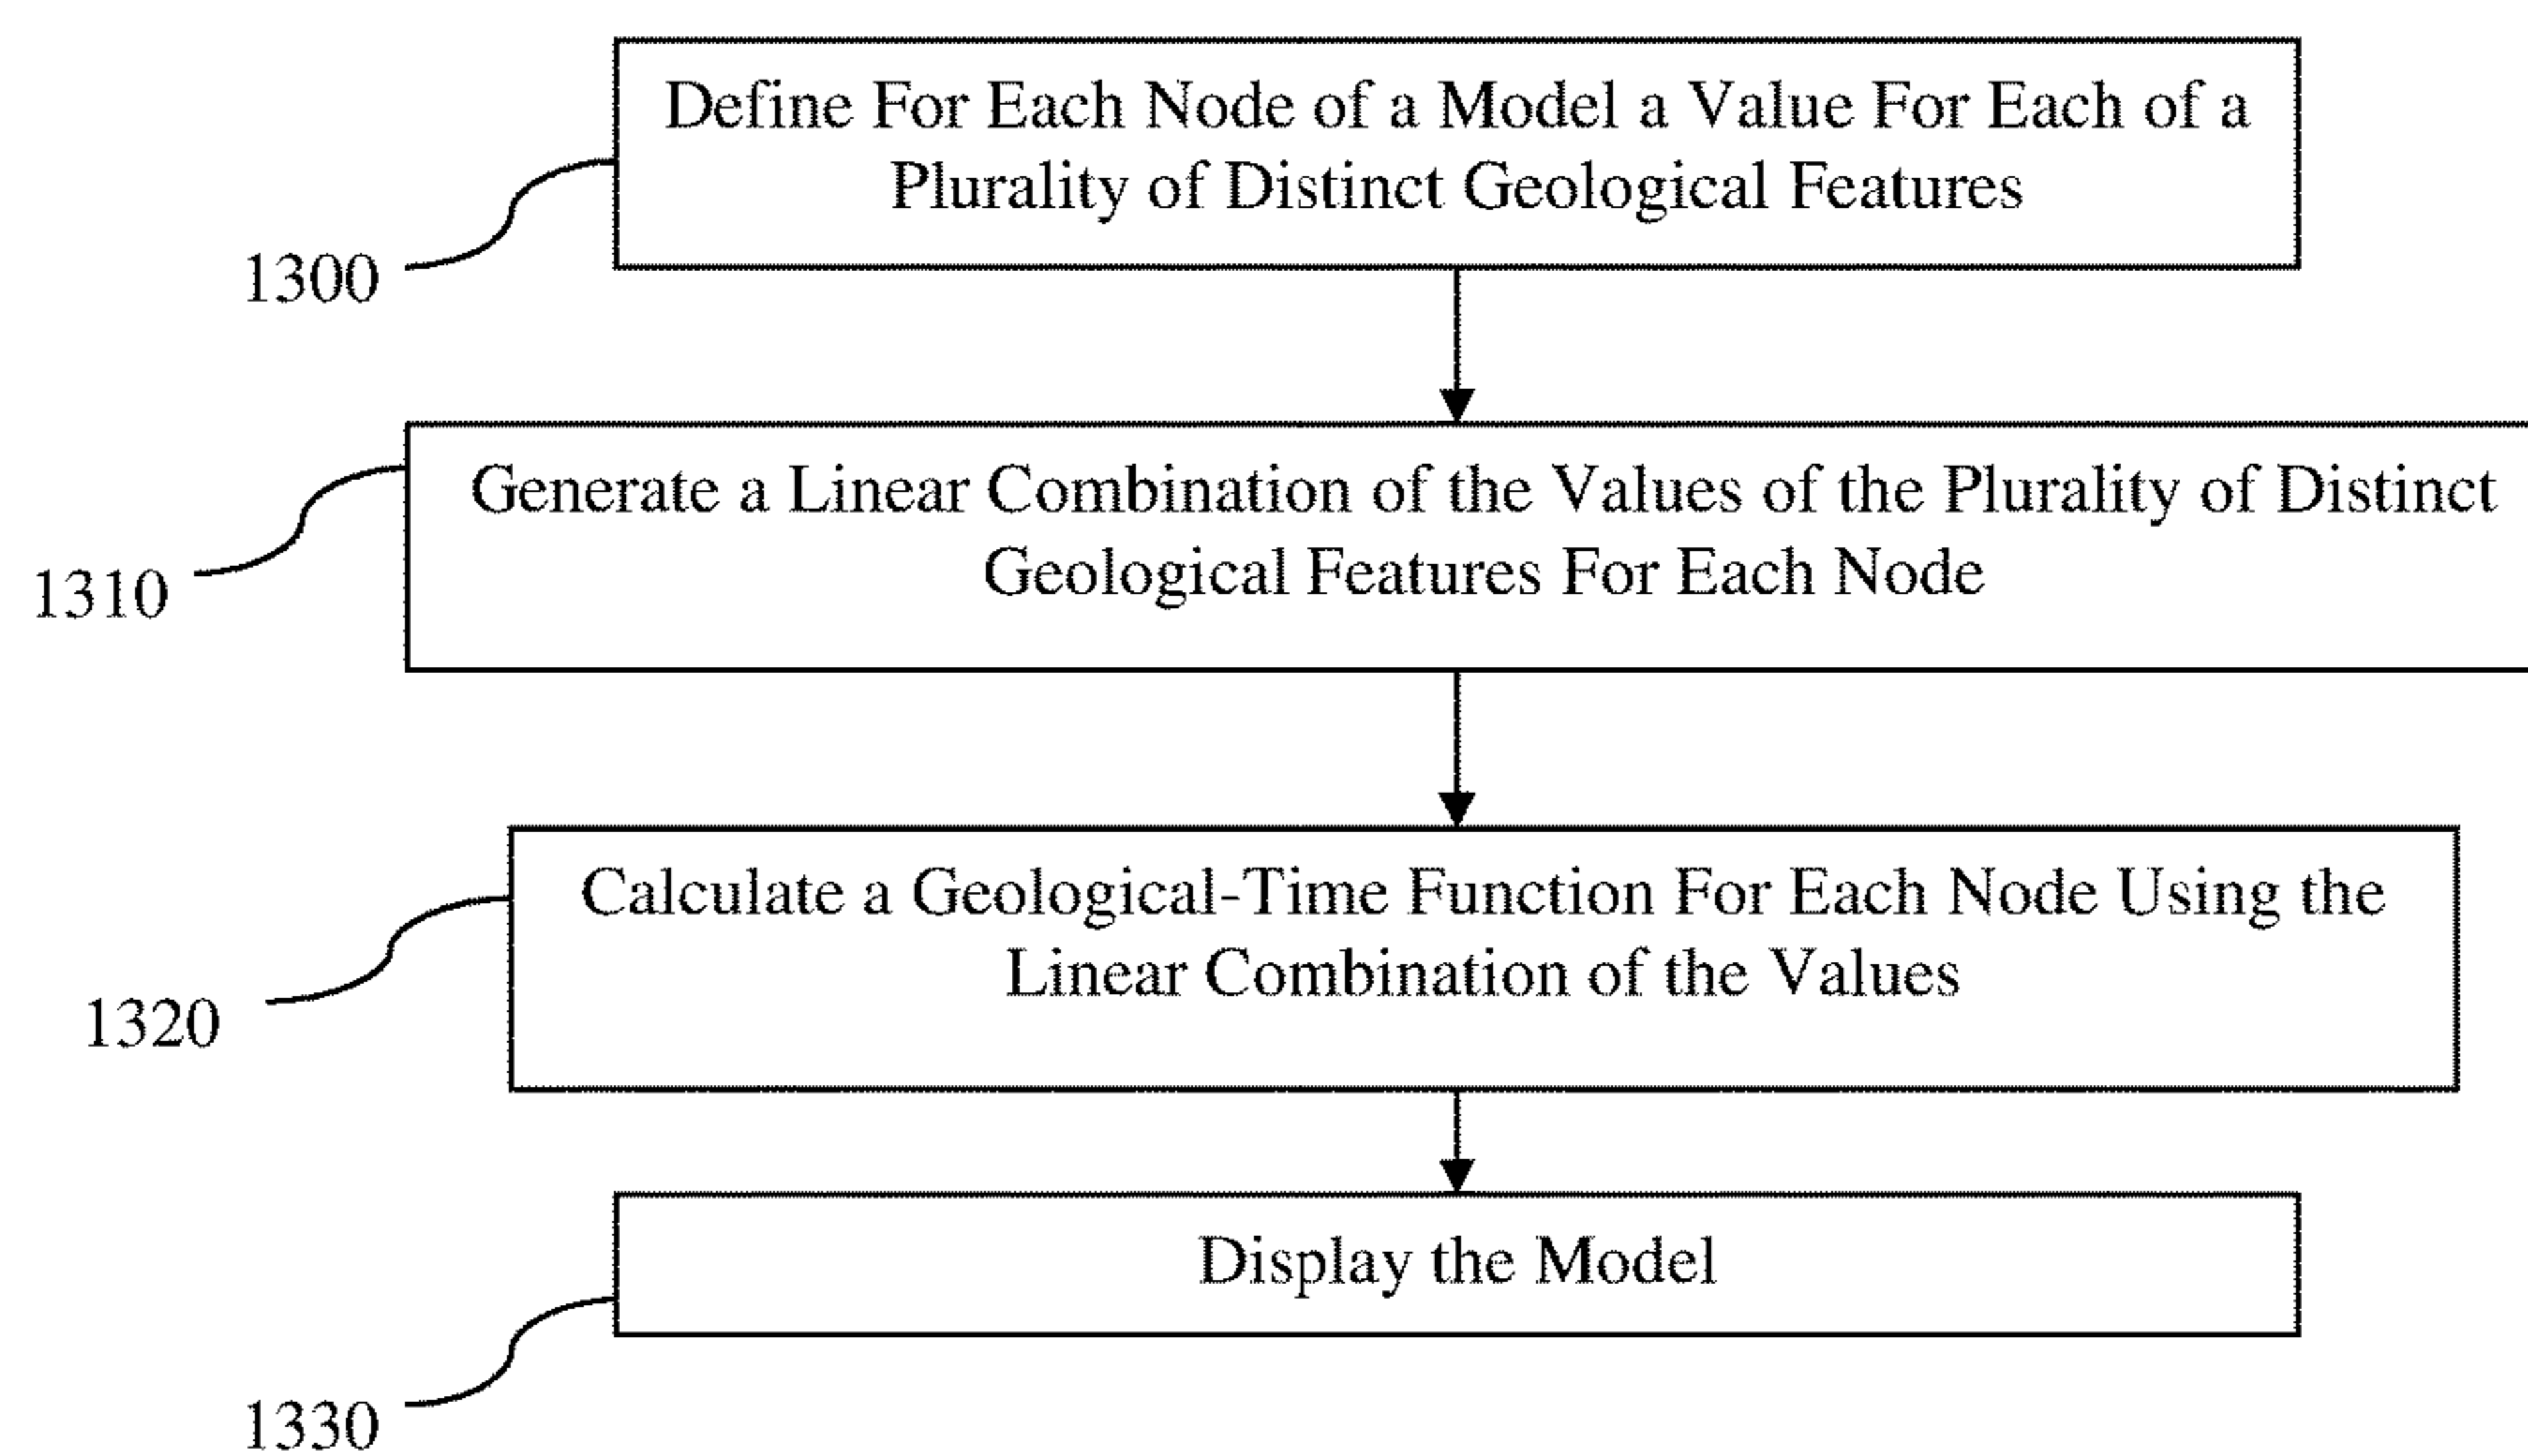 Define For Each Node of a Model a Value For Each of a
Plurality of Distinct Geological Features
1300
Generate a Linear Combination of the Values of the Plurality of Distinct
Geological Features For Each Node
1310
Calculate a Geological-Time Function For Each Node Using the
Linear Combination of the Values
1320
Display the Model
1330